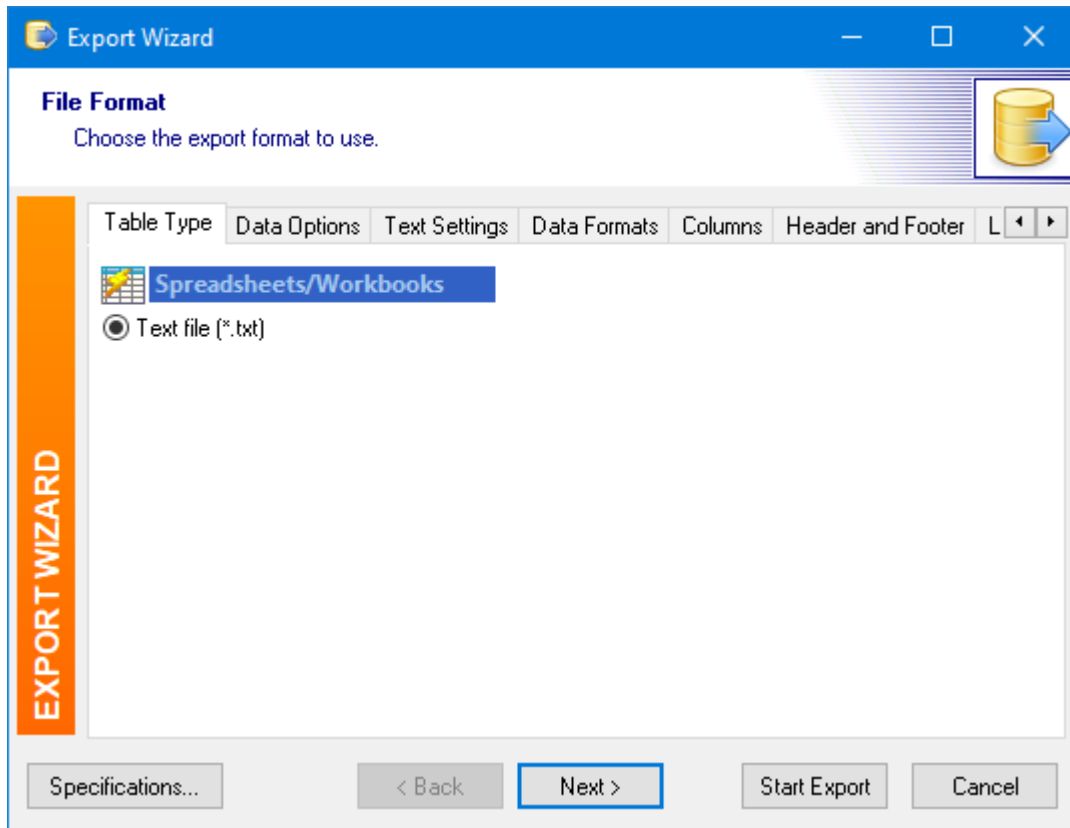 Export Wizard
File Format
Choose the export format to use.
Table Type Data Options Text Settings Data Formats Columns Header and Footer L
Spreadsheets/Workbooks
Text file (*.txt)
EXPORT WIZARD
Specifications... < Back Next > Start Export Cancel